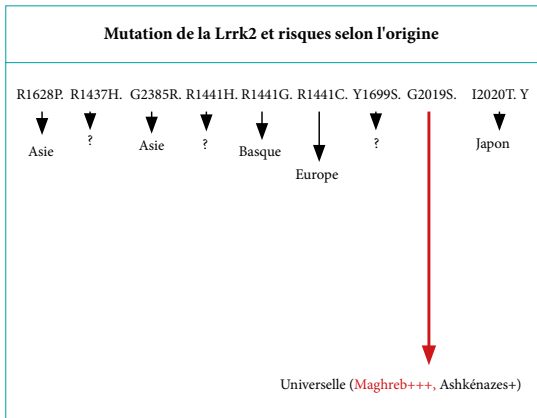 Mutation de la Lrrk2 et risques selon l'origine
R1628P. R1437H. G2385R. R1441H. R1441G. R1441C. Y1699S. G2019S. I2020T. Y
Asie ? Asie ? Basque Europe ? Japon
Universelle (Maghreb+++, Ashkénazes+)